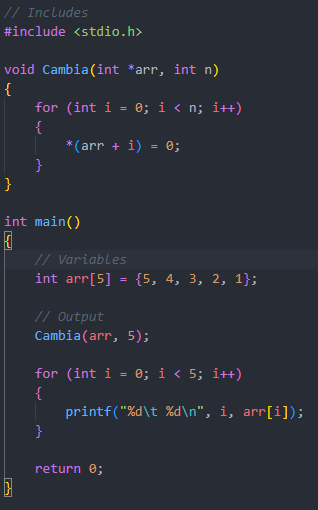 // Includes
#include <stdio.h>
void Cambia(int *arr, int n)
{
for (int i = 0; i < n; i++)
{
*(arr + i) = 0;
}
}
int main()
{
// Variables
int arr[5] = {5, 4, 3, 2, 1};
// Output
Cambia(arr, 5);
for (int i = 0; i < 5; i++)
{
printf("%d\t %d\n", i, arr[i]);
}
return 0;
}